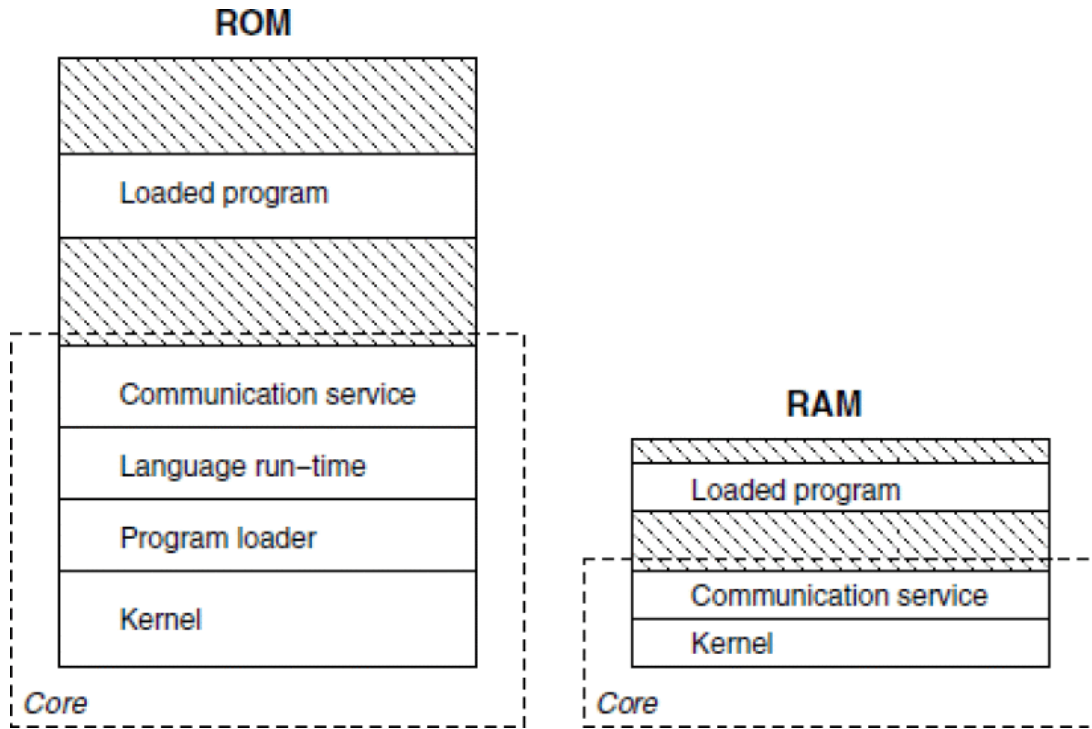 ROM
Loaded program
Communication service
Language run-time
Program loader
Kernel
Core
RAM
Loaded program
Communication service
Kernel
Core